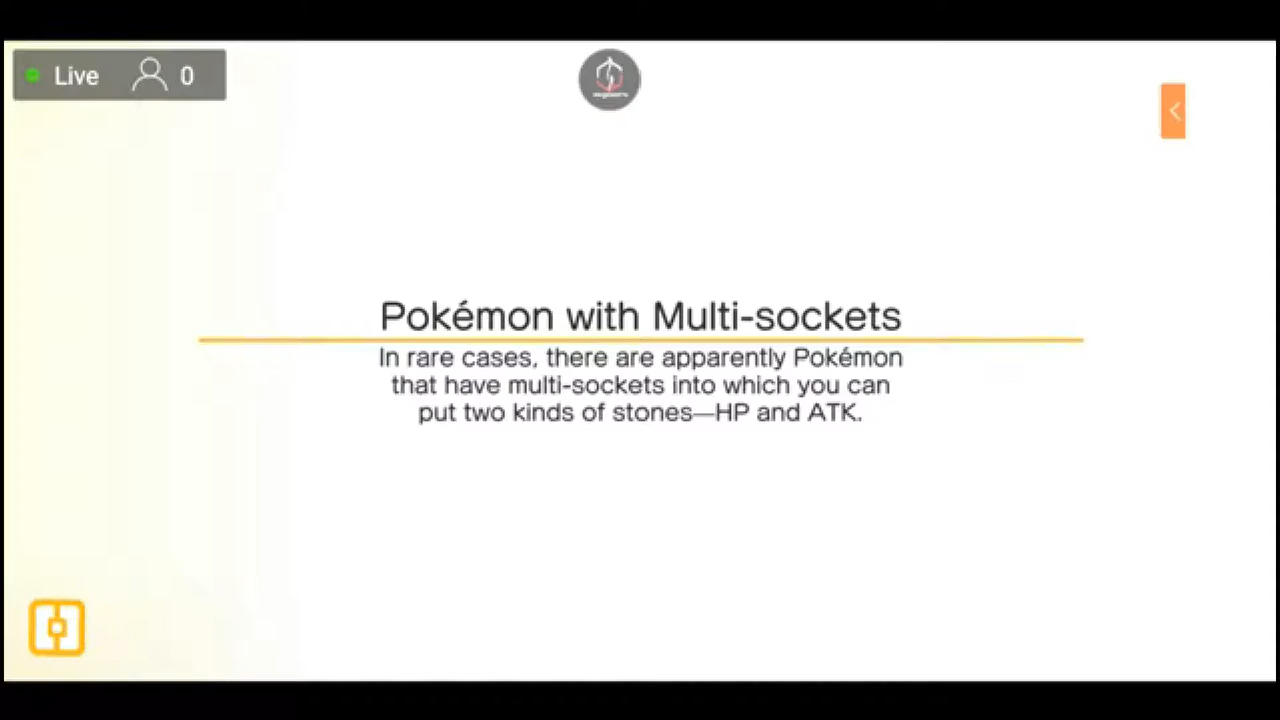 Live 0
Pokémon with Multi-sockets
In rare cases, there are apparently Pokémon
that have multi-sockets into which you can
put two kinds of stones—HP and ATK.